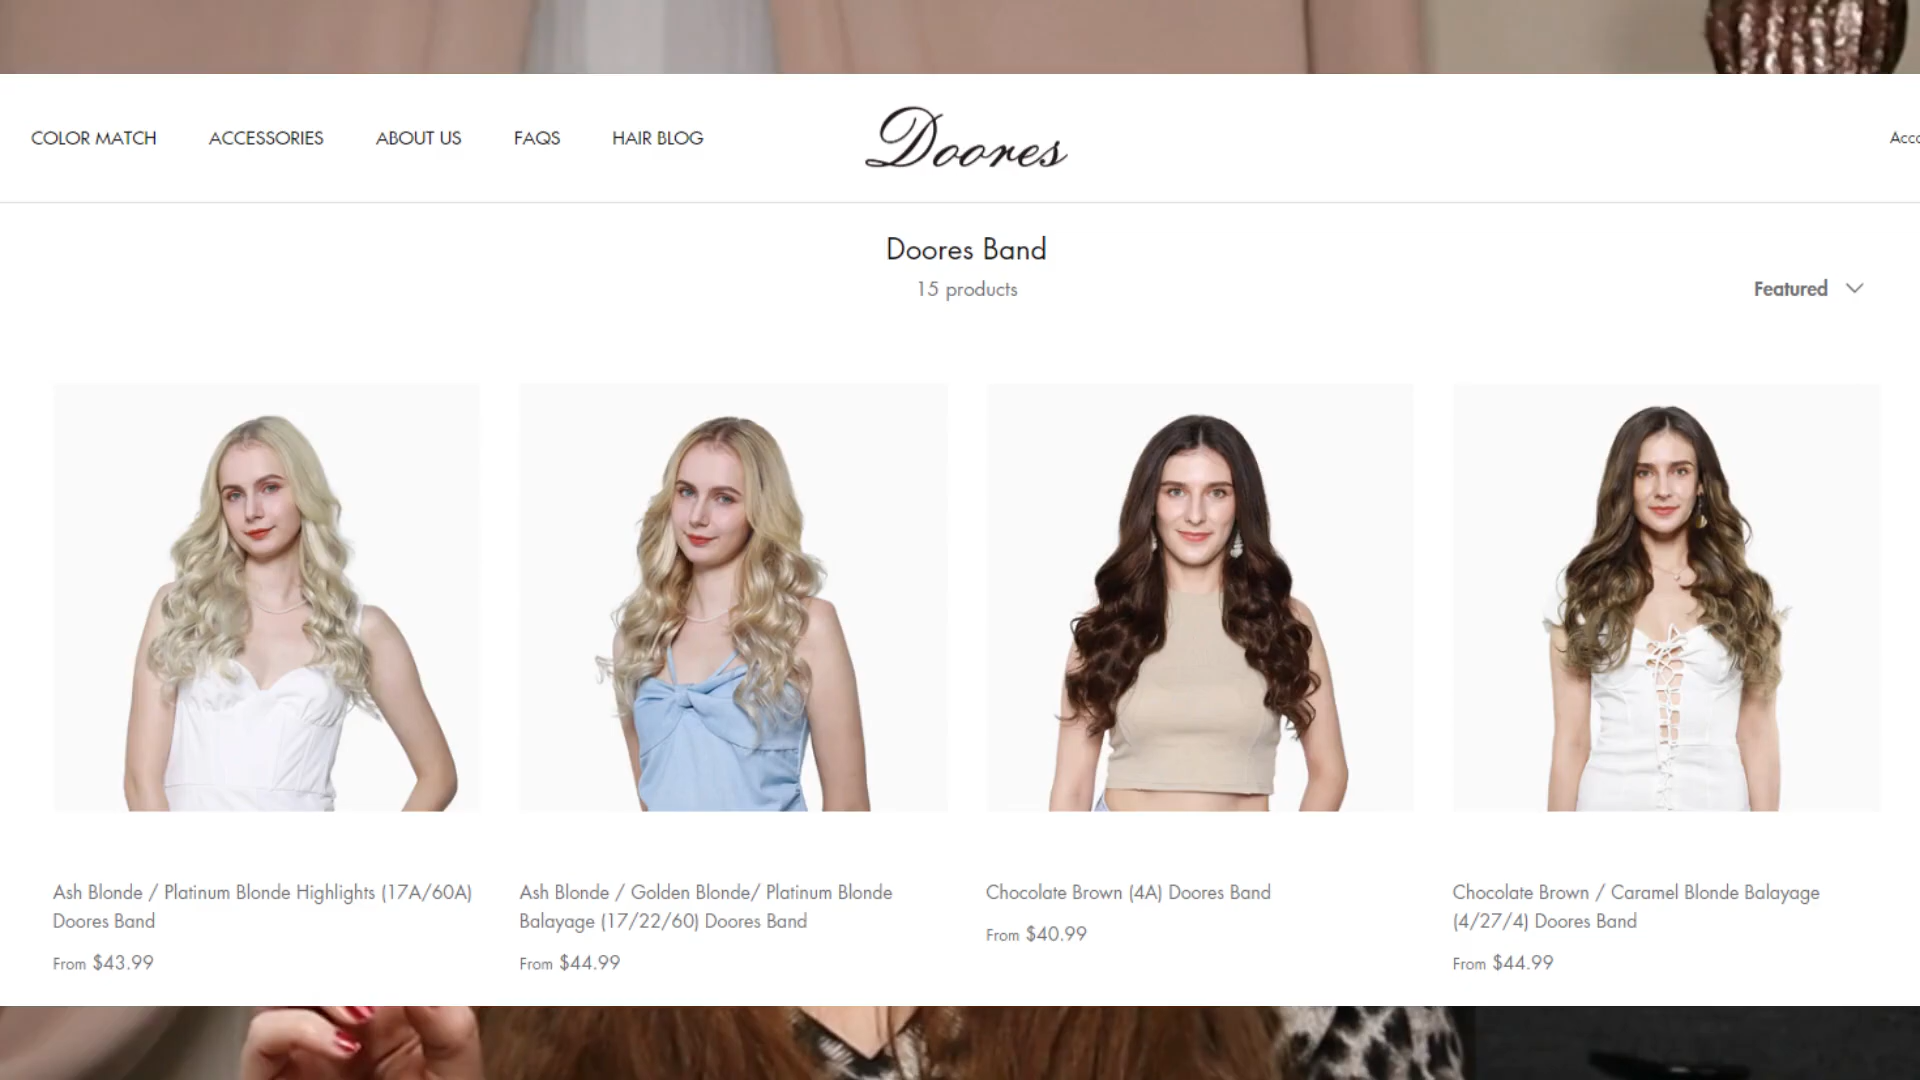 COLOR MATCH
ACCESSORIES
ABOUT US
FAQS
HAIR BLOG
Doores
Acco
Doores Band
15 products
Featured
Ash Blonde / Platinum Blonde Highlights (17A/60A)
Doores Band
From $43.99
Ash Blonde / Golden Blonde/ Platinum Blonde
Balayage (17/22/60) Doores Band
From $44.99
Chocolate Brown (4A) Doores Band
From $40.99
Chocolate Brown / Caramel Blonde Balayage
(4/27/4) Doores Band
From $44.99